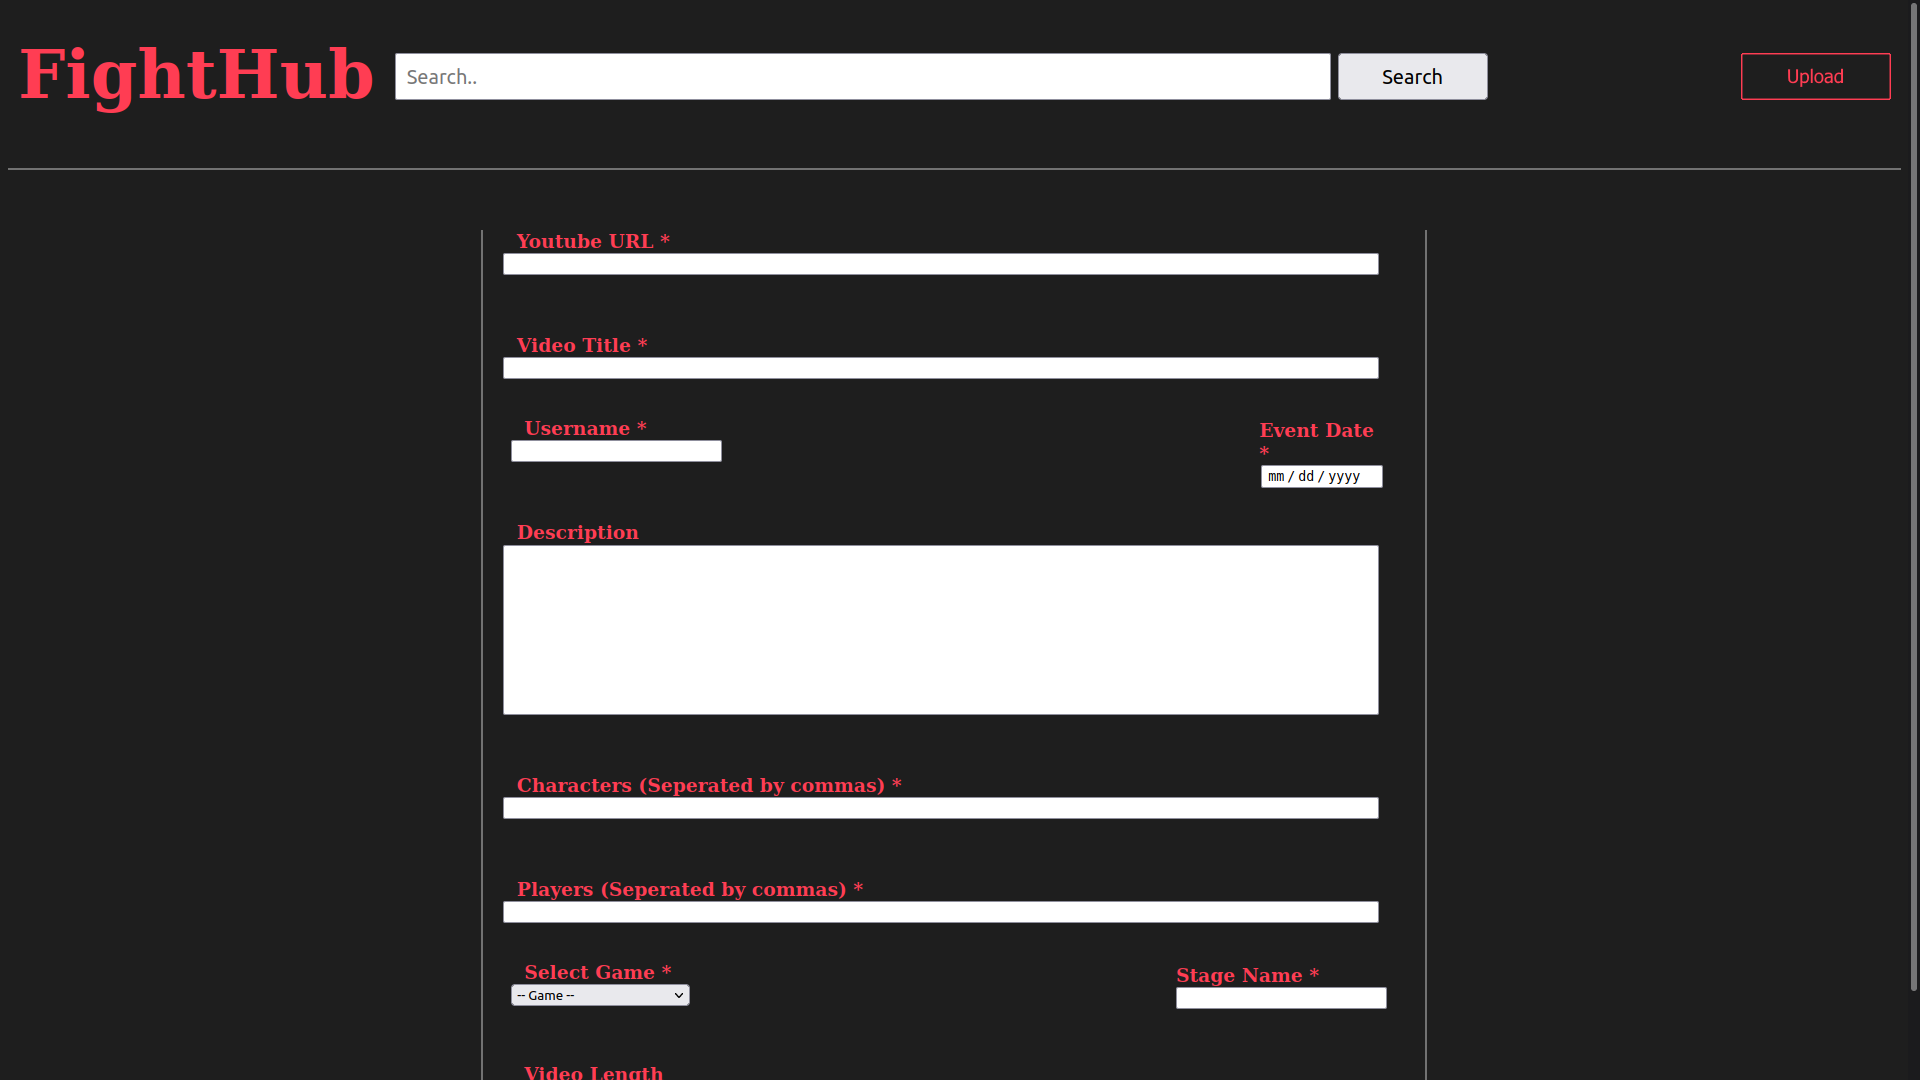 FightHub
Search..
Search
Upload
Youtube URL *
Video Title *
Username *
Event Date
*
mm / dd / yyyy
Description
Characters (Seperated by commas) *
Players (Seperated by commas) *
Select Game *
Stage Name *
-- Game --
Video Length